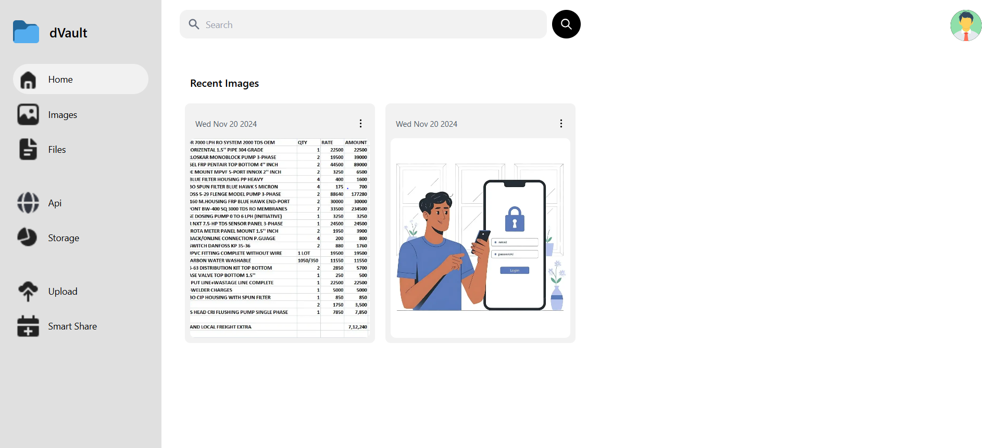 dVault
Home
Images
Files
Api
Storage
Upload
Smart Share
Search
Recent Images
Wed Nov 20 2024
R 7000 LPH RO SYSTEM 2000 TDS OEM QTY RATE AMOUNT
ORIZENTAL 1.5'' PIPE 304 GRADE 1 22500 22500
LOSKAR MONOBLOCK PUMP 3-PHASE 2 19500 39000
SEL FRP PENTAIR TOP BOTTOM 4'' INCH 2 44500 89000
E MOUNT MPVF 5-PORT INNOX 2'' INCH 2 3250 6500
BLUE FILTER HOUSING PP HEAVY 4 400 1600
BO SPUN FILTER BLUE HAWK 5 MICRON 4 175 700
OSS 5-29 FLENGE MODEL PUMP 3-PHASE 2 88640 177280
160 M.HOUSING FRP BLUE HAWK END-PORT 2 30000 30000
ONT BW-400 SQ 3000 TDS RO MEMBRANES 7 33500 234500
E DOSING PUMP 0 TO 6 LPH (INITIATIVE) 1 3250 3250
R NXT 7.5-HP TDS SENSOR PANEL 3-PHASE 1 24500 24500
ROTA METER PANEL MOUNT 1.5'' INCH 2 1950 3900
BACK/ONLINE CONNECTION P.GUAGE 4 200 800
SWITCH DANFOSS KP 35-36 2 880 1760
IPVC FITTING COMPLETE WITHOUT WIRE 1 LOT 19500 19500
ARBON WATER WASHABLE 1050/350 11550 11550
-63 DISTRIBUTION KIT TOP BOTTOM 2 2850 5700
ASE VALVE TOP BOTTOM 1.5'' 1 250 500
PUT LINE+WASTAGE LINE COMPLETE 1 22500 22500
-WELDER CHARGES 1 5000 5000
BO CIP HOUSING WITH SPUN FILTER 1 850 850
2 1750 3,500
S HEAD CRI FLUSHING PUMP SINGLE PHASE 1 7850 7,850
AND LOCAL FREIGHT EXTRA 7,12,240
Wed Nov 20 2024
email
password
Login